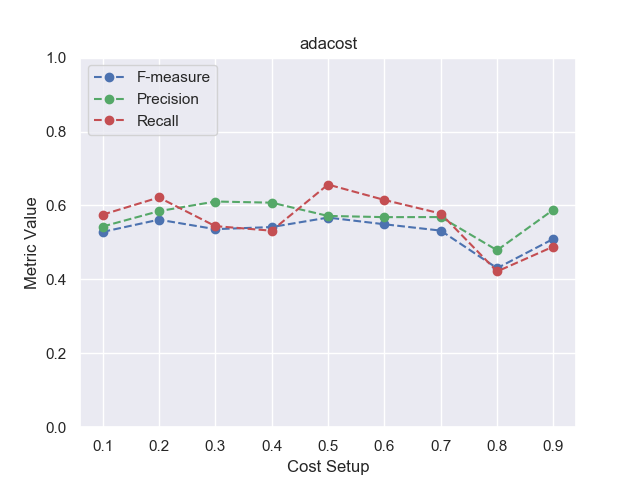 adacost
F-measure
Precision
Recall
1.0
0.8
0.6
0.4
0.2
0.0
Metric Value
0.1 0.2 0.3 0.4 0.5 0.6 0.7 0.8 0.9
Cost Setup